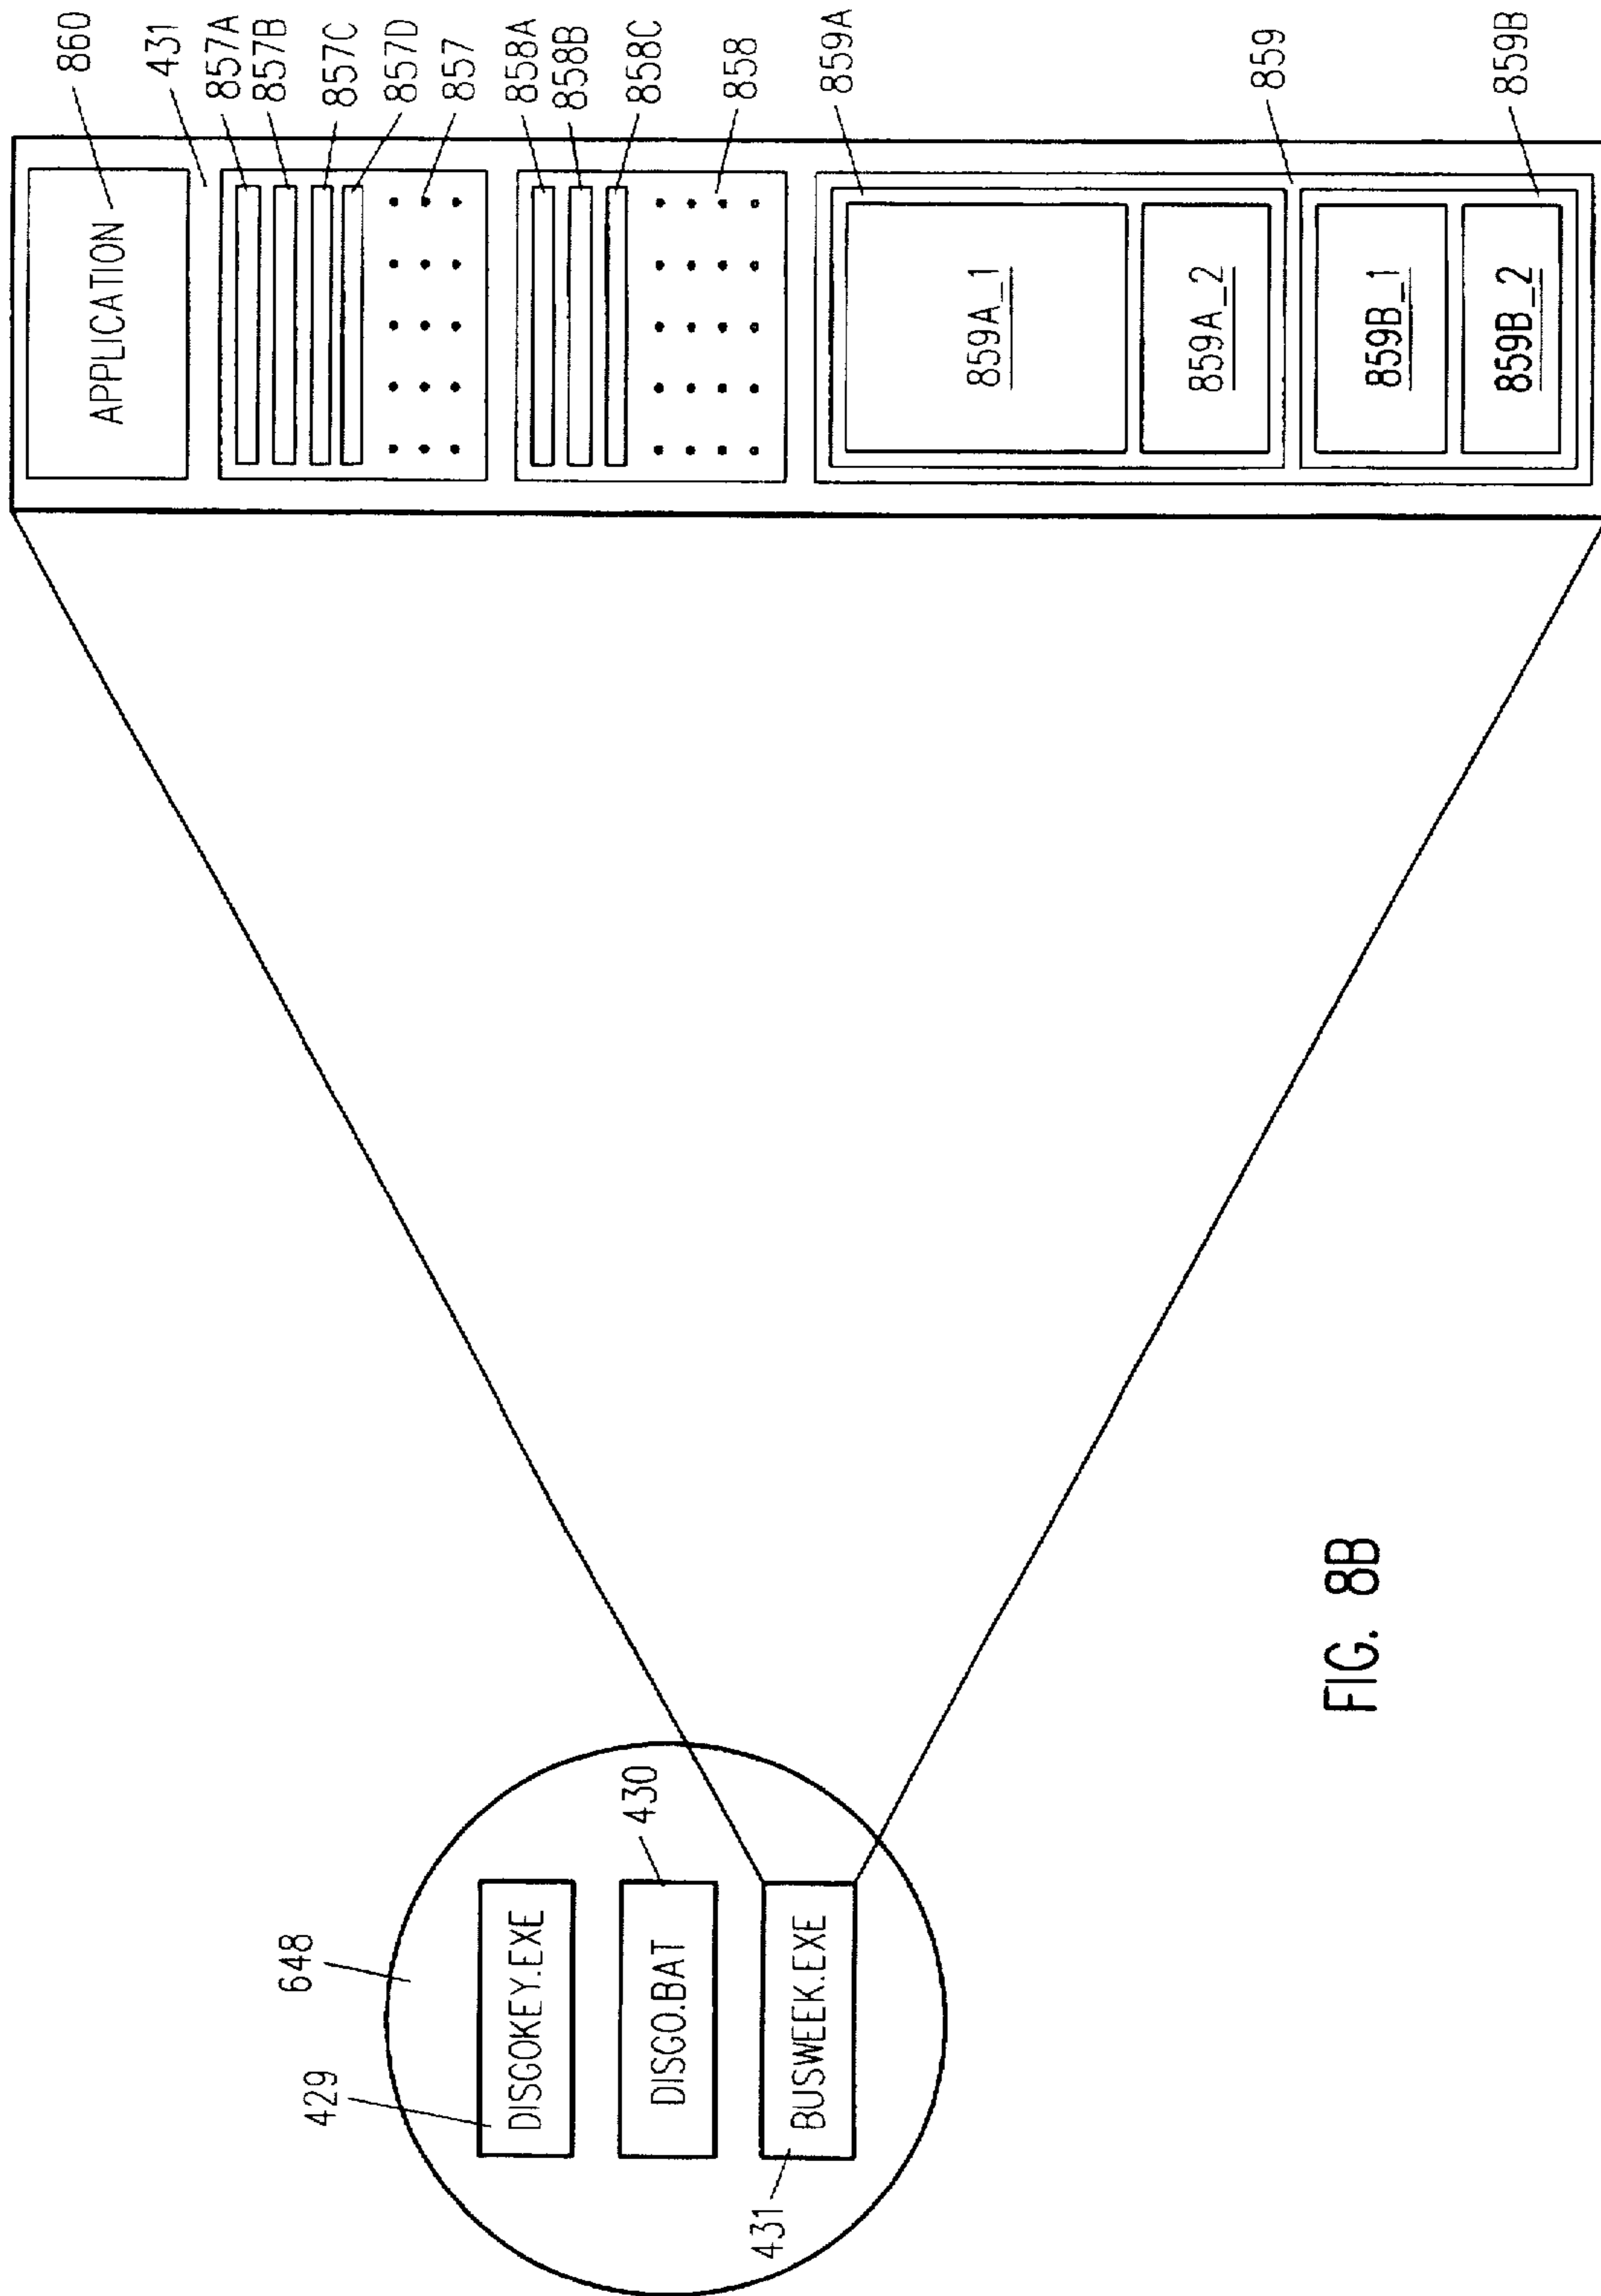 648
429
DISGOKEY.EXE
430
DISGO.BAT
431
BUSWEEK.EXE
860
APPLICATION
431
857A
857B
857C
857D
857
858A
858B
858C
858
859A
859A_1
859A_2
859
859B_1
859B_2
859B
FIG. 8B